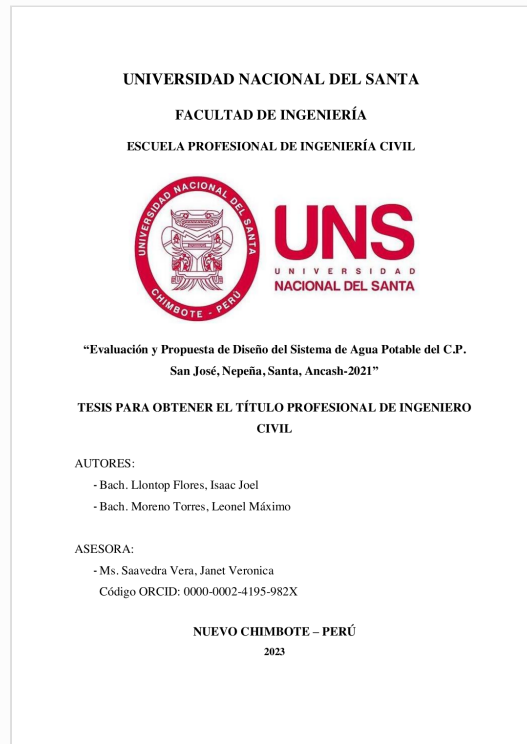 UNIVERSIDAD NACIONAL DEL SANTA
FACULTAD DE INGENIERÍA
ESCUELA PROFESIONAL DE INGENIERÍA CIVIL
UNIVERSIDAD NACIONAL DEL SANTA
CHIMBOTE - PERÚ
UNS
UNIVERSIDAD
NACIONAL DEL SANTA
“Evaluación y Propuesta de Diseño del Sistema de Agua Potable del C.P.
San José, Nepeña, Santa, Ancash-2021”
TESIS PARA OBTENER EL TÍTULO PROFESIONAL DE INGENIERO
CIVIL
AUTORES:
- Bach. Llontop Flores, Isaac Joel
- Bach. Moreno Torres, Leonel Máximo
ASESORA:
- Ms. Saavedra Vera, Janet Veronica
Código ORCID: 0000-0002-4195-982X
NUEVO CHIMBOTE – PERÚ
2023